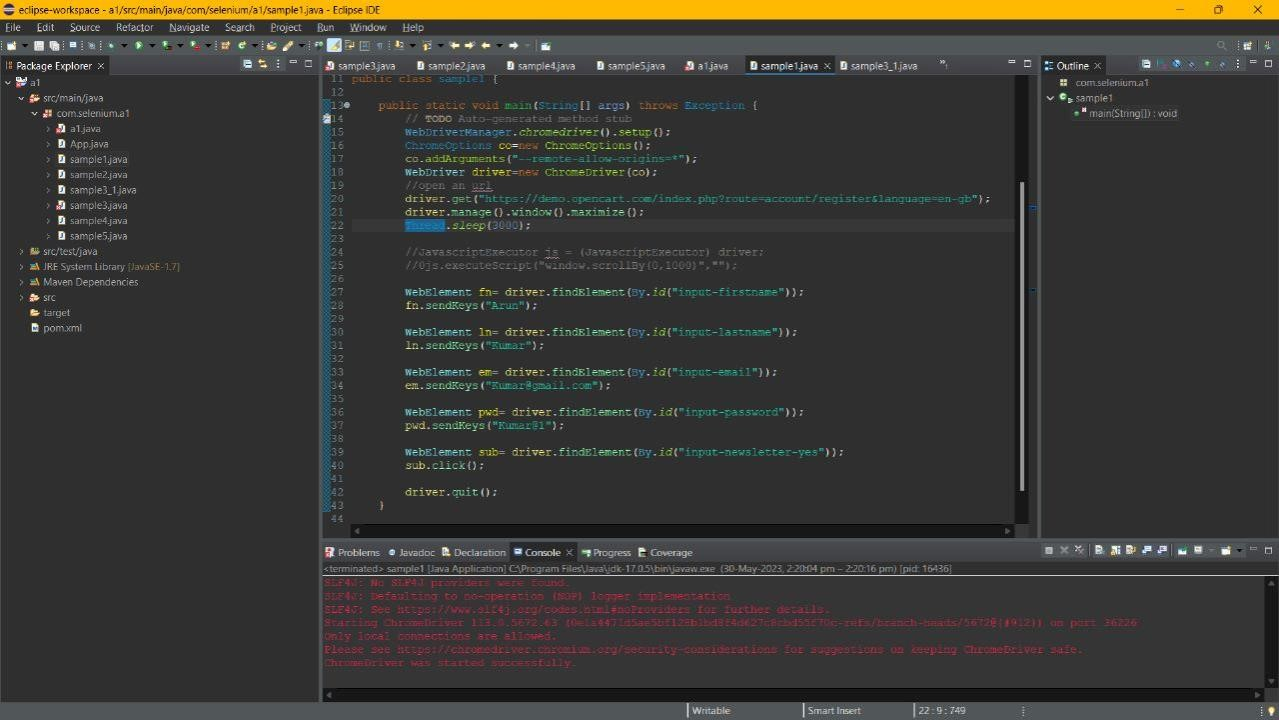 eclipse-workspace - a1/src/main/java/com/selenium/a1/sample1.java - Eclipse IDE
File Edit Source Refactor Navigate Search Project Run Window Help
Package Explorer
a1
src/main/java
com.selenium.a1
a1.java
App.java
sample1.java
sample2.java
sample3_1.java
sample3.java
sample4.java
sample5.java
src/test/java
JRE System Library [JavaSE-1.7]
Maven Dependencies
src
target
pom.xml
sample3.java sample2.java sample4.java sample5.java a1.java sample1.java sample3_1.java
11 public class sample1 {
12
13 public static void main(String[] args) throws Exception {
14 // TODO Auto-generated method stub
15 WebDriverManager.chromedriver().setup();
16 ChromeOptions co=new ChromeOptions();
17 co.addArguments("--remote-allow-origins=*");
18 WebDriver driver=new ChromeDriver(co);
19 //open an url
20 driver.get("https://demo.opencart.com/index.php?route=account/register&language=en-gb");
21 driver.manage().window().maximize();
22 Thread.sleep(3000);
23
24 //JavascriptExecutor js = (JavascriptExecutor) driver;
25 //0js.executeScript("window.scrollBy(0,1000)","");
26
27 WebElement fn= driver.findElement(By.id("input-firstname"));
28 fn.sendKeys("Arun");
29
30 WebElement ln= driver.findElement(By.id("input-lastname"));
31 ln.sendKeys("Kumar");
32
33 WebElement em= driver.findElement(By.id("input-email"));
34 em.sendKeys("Kumar@gmail.com");
35
36 WebElement pwd= driver.findElement(By.id("input-password"));
37 pwd.sendKeys("Kumar@1");
38
39 WebElement sub= driver.findElement(By.id("input-newsletter-yes"));
40 sub.click();
41
42 driver.quit();
43 }
44
Outline
com.selenium.a1
sample1
main(String[]) : void
Problems Javadoc Declaration Console Progress Coverage
<terminated> sample1 [Java Application] C:\Program Files\Java\jdk-17.0.5\bin\javaw.exe (30-May-2023, 2:20:04 pm – 2:20:16 pm) [pid: 16436]
SLF4J: No SLF4J providers were found.
SLF4J: Defaulting to no-operation (NOP) logger implementation
SLF4J: See https://www.slf4j.org/codes.html#noProviders for further details.
Starting ChromeDriver 113.0.5672.63 (0e1a4471d5ae5bf128b1bd8f4d627c8cbd55f70c-refs/branch-heads/5672@{#912}) on port 36226
Only local connections are allowed.
Please see https://chromedriver.chromium.org/security-considerations for suggestions on keeping ChromeDriver safe.
ChromeDriver was started successfully.
Writable Smart Insert 22 : 9 : 749